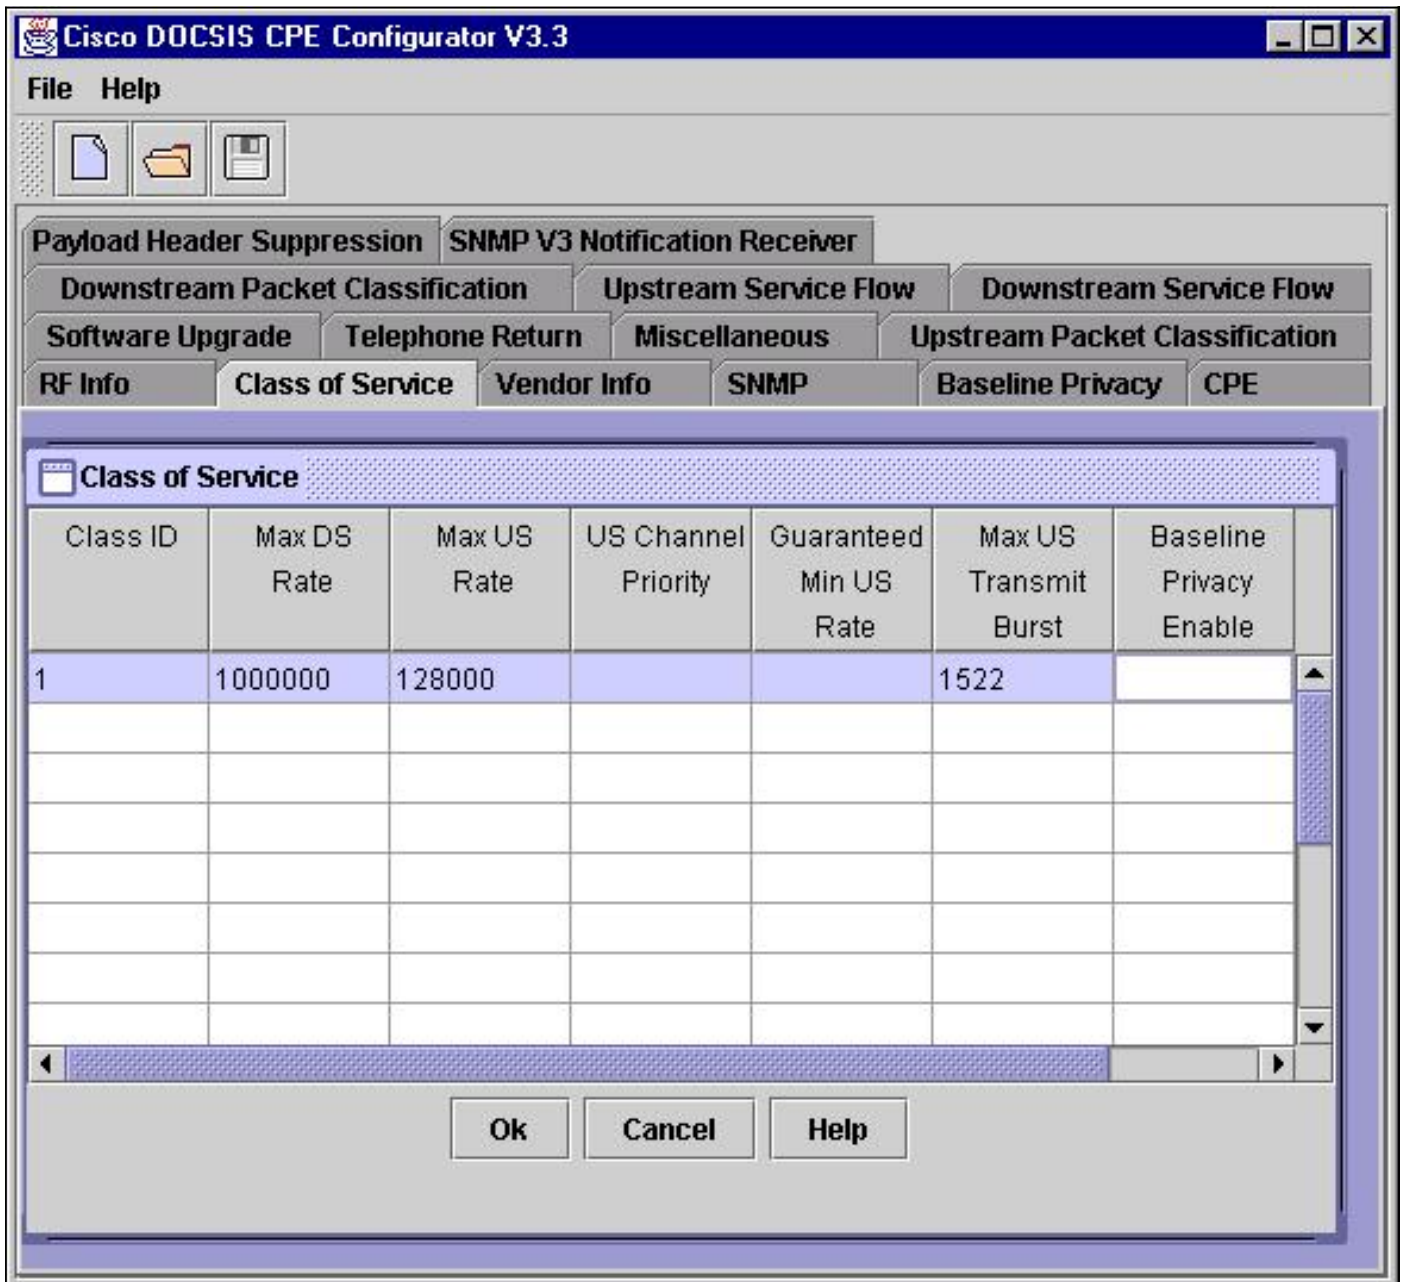 Cisco DOCSIS CPE Configurator V3.3
File Help
Payload Header Suppression SNMP V3 Notification Receiver
Downstream Packet Classification Upstream Service Flow Downstream Service Flow
Software Upgrade Telephone Return Miscellaneous Upstream Packet Classification
RF Info Class of Service Vendor Info SNMP Baseline Privacy CPE
Class of Service
Class ID Max DS US Channel Max US Guaranteed Max US Baseline
Rate Rate Priority Min US Transmit Privacy
Rate Burst Enable
1 1000000 128000 1522
Ok Cancel Help